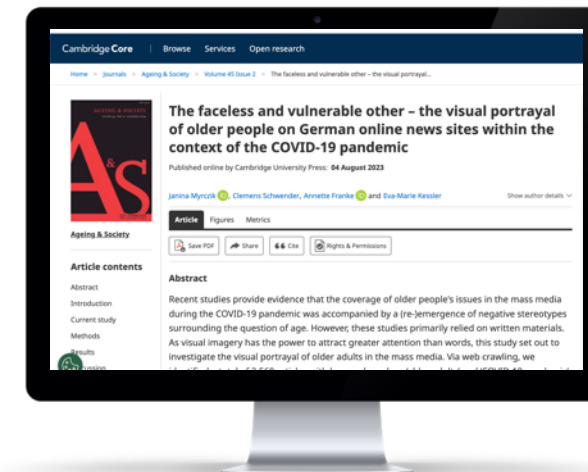 Cambridge Core | Browse Services Open research
Home > Journals > Ageing & Society > Volume 45 Issue 2 > The faceless and vulnerable other – the visual portrayal...
AGEING & SOCIETY
A&S
Ageing & Society
Article contents
Abstract
Introduction
Current study
Methods
Results
The faceless and vulnerable other – the visual portrayal
of older people on German online news sites within the
context of the COVID-19 pandemic
Published online by Cambridge University Press: 04 August 2023
Janina Myrczik, Clemens Schwender, Annette Franke and Eva-Marie Kessler Show author details
Article Figures Metrics
Save PDF Share Cite Rights & Permissions
Abstract
Recent studies provide evidence that the coverage of older people's issues in the mass media
during the COVID-19 pandemic was accompanied by a (re-)emergence of negative stereotypes
surrounding the question of age. However, these studies primarily relied on written materials.
As visual imagery has the power to attract greater attention than words, this study set out to
investigate the visual portrayal of older adults in the mass media. Via web crawling, we